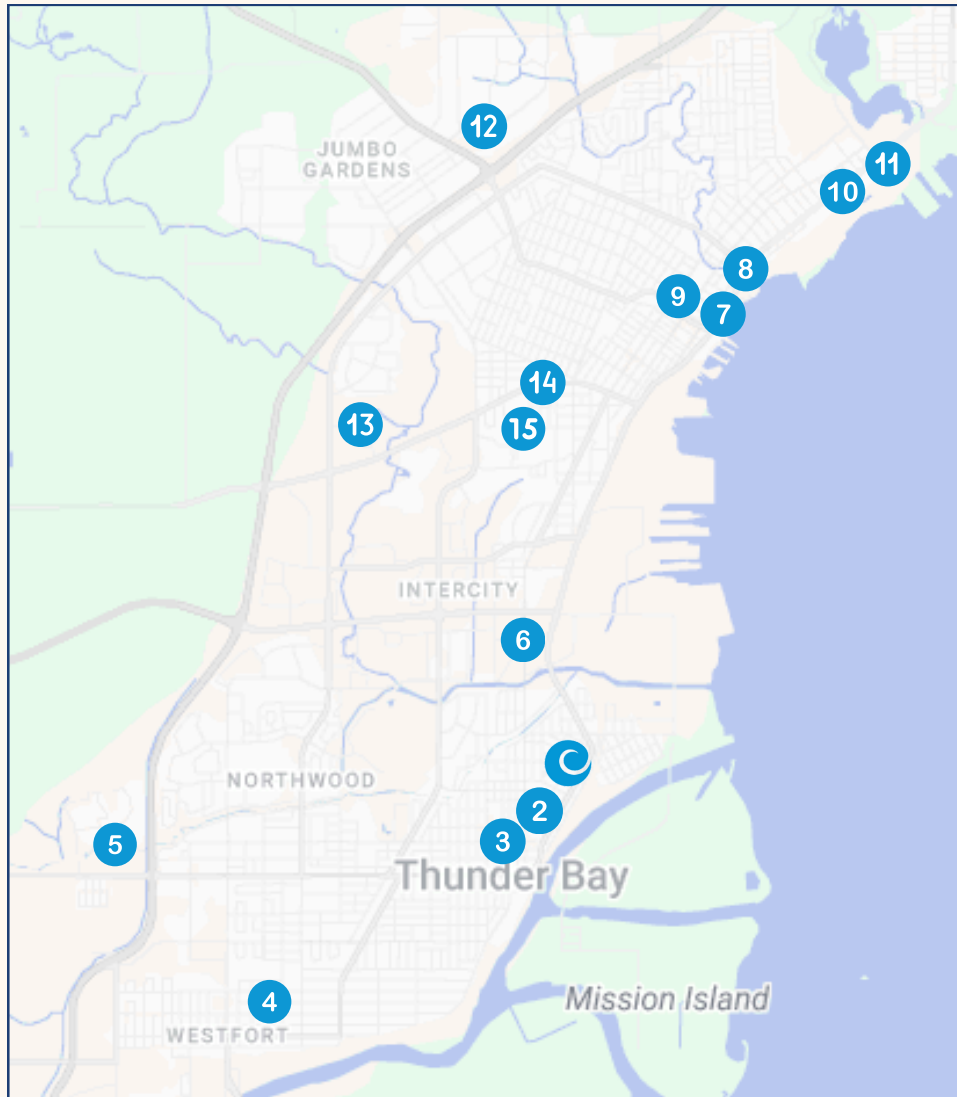 12
JUMBO
GARDENS
11
10
8
9
7
14
13
15
INTERCITY
6
NORTHWOOD
2
3
5
Thunder Bay
4
Mission Island
WESTFORT